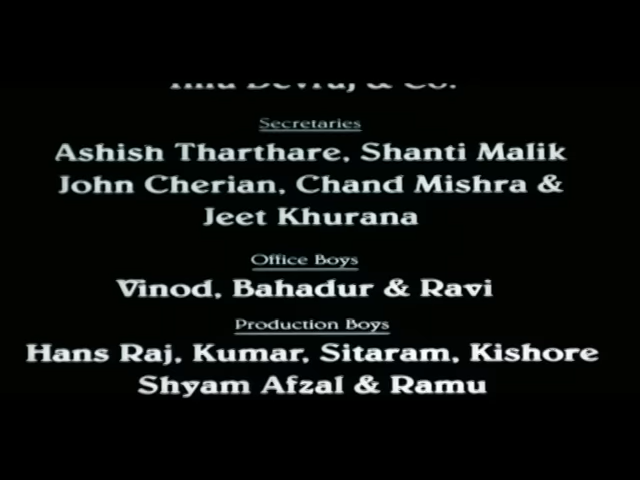 & Co.
Secretaries
Ashish Tharthare, Shanti Malik
John Cherian, Chand Mishra &
Jeet Khurana
Office Boys
Vinod, Bahadur & Ravi
Production Boys
Hans Raj, Kumar, Sitaram, Kishore
Shyam Afzal & Ramu